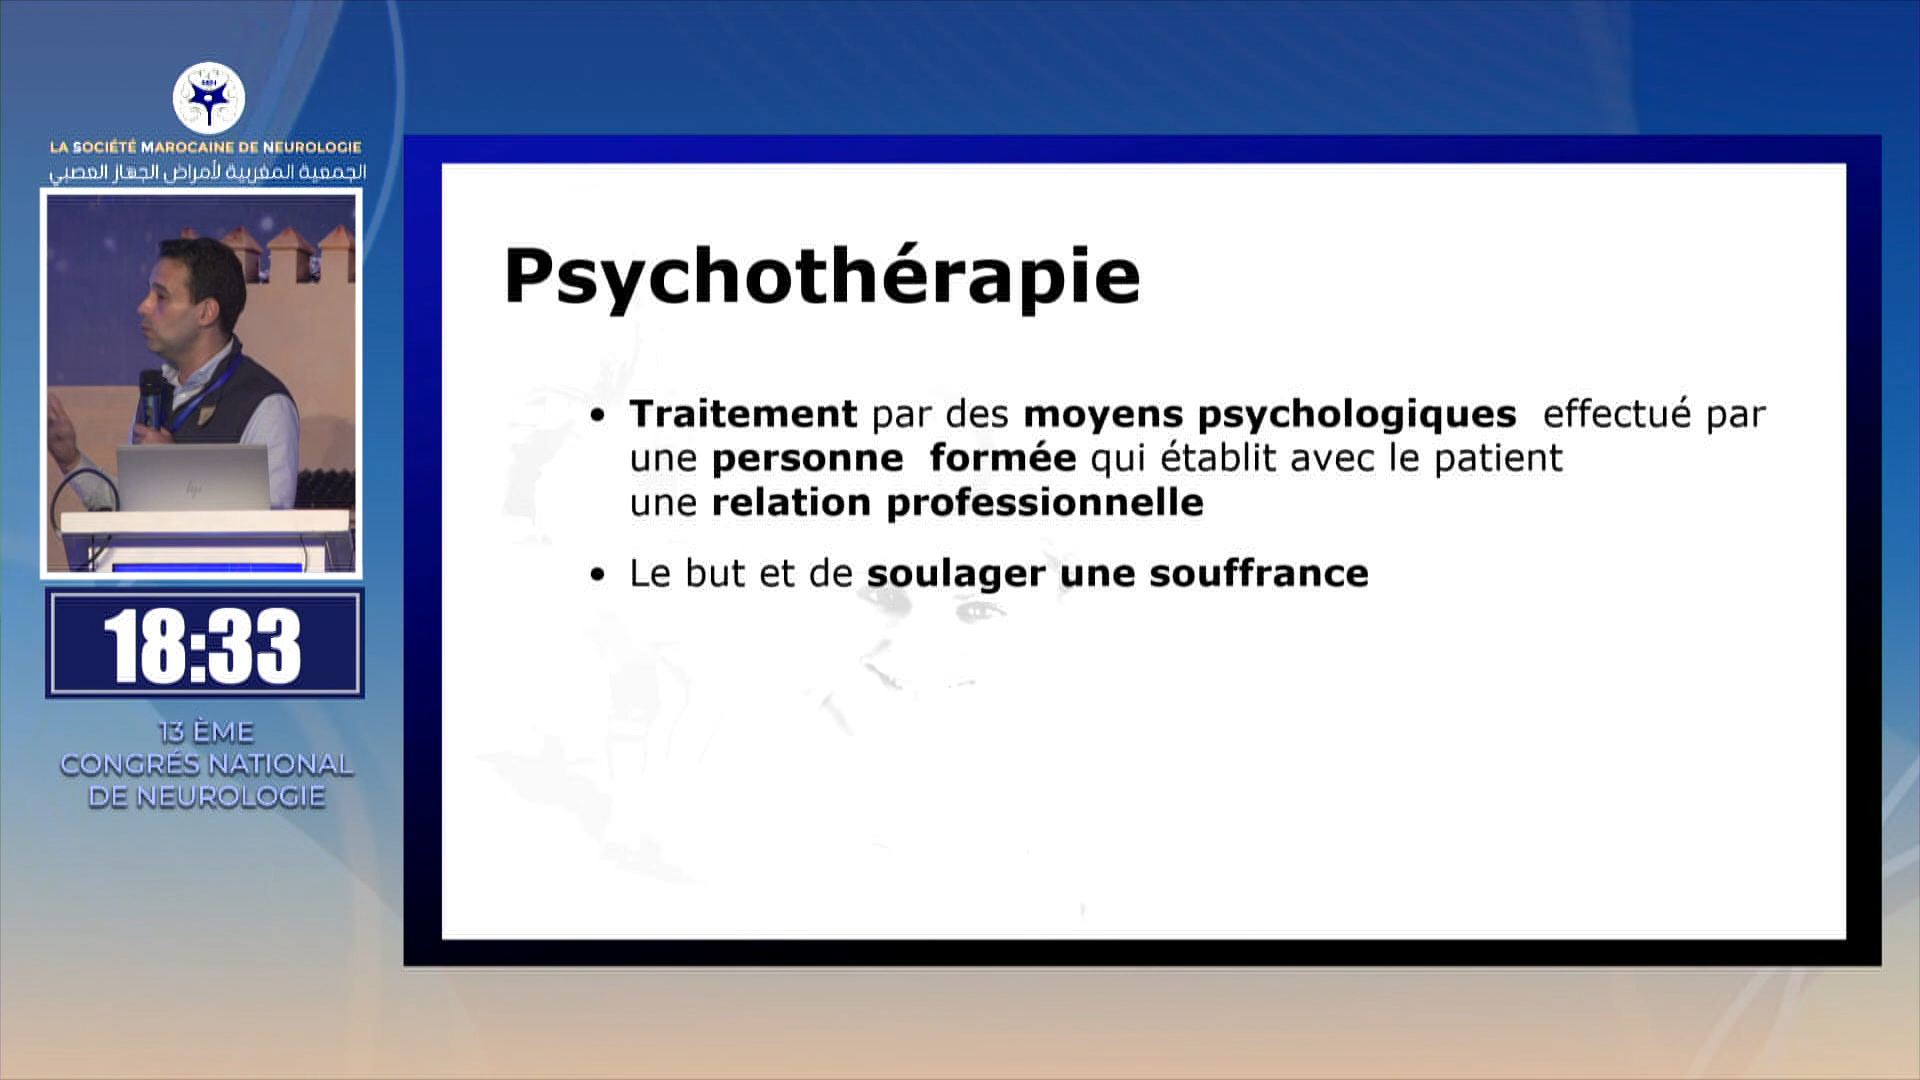 LA SOCIÉTÉ MAROCAINE DE NEUROLOGIE
الجمعية المغربية لأمراض الجهاز العصبي
18:33
13 ÈME
CONGRÉS NATIONAL
DE NEUROLOGIE
Psychothérapie
• Traitement par des moyens psychologiques effectué par
une personne formée qui établit avec le patient
une relation professionnelle
• Le but et de soulager une souffrance
hp